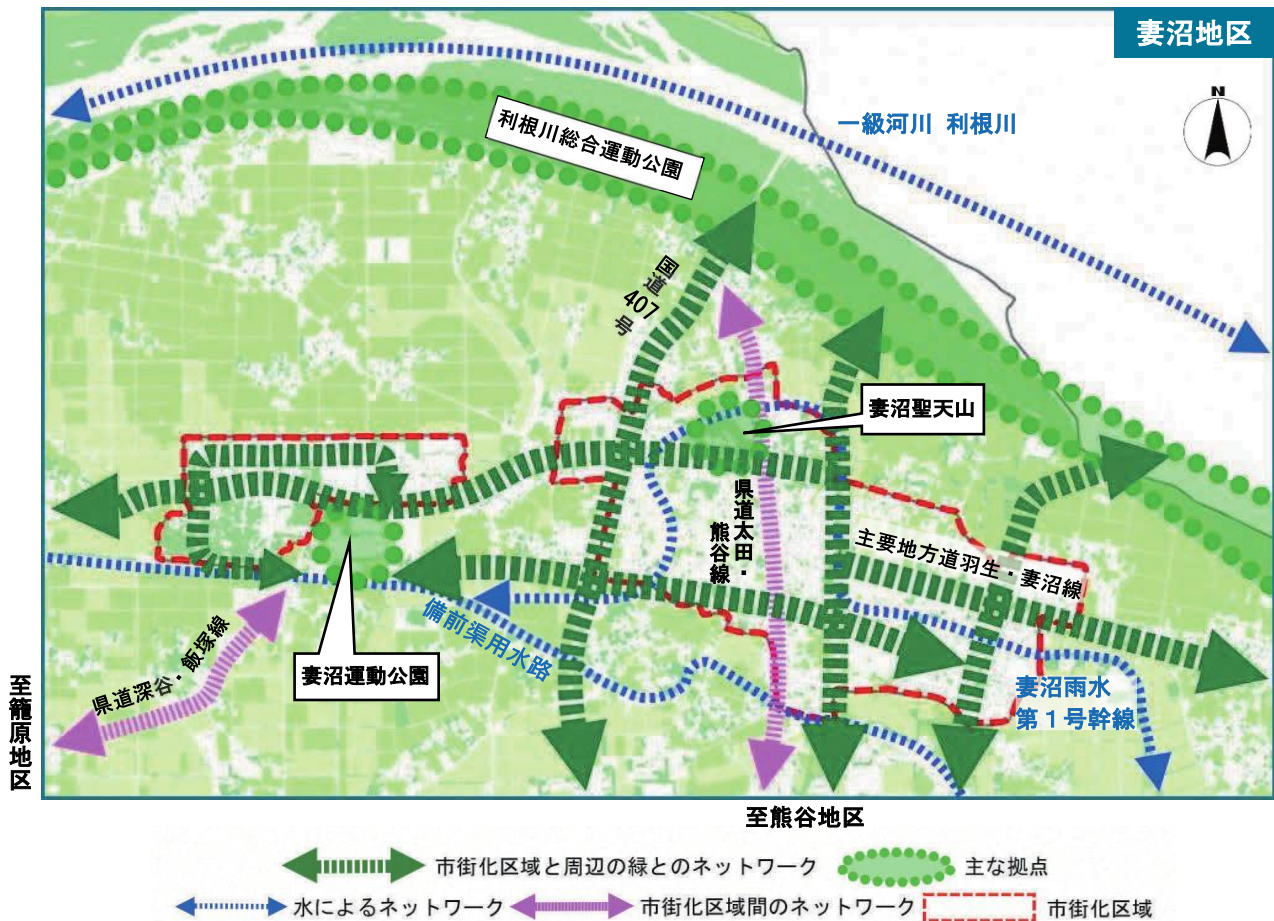 妻沼地区
N
一級河川 利根川
利根川総合運動公園
国道407号
妻沼聖天山
県道太田・
熊谷線
主要地方道羽生・妻沼線
備前渠用水路
妻沼運動公園
県道深谷・飯塚線
妻沼雨水
第1号幹線
至籠原地区
至熊谷地区
市街化区域と周辺の緑とのネットワーク
主な拠点
水によるネットワーク
市街化区域間のネットワーク
市街化区域